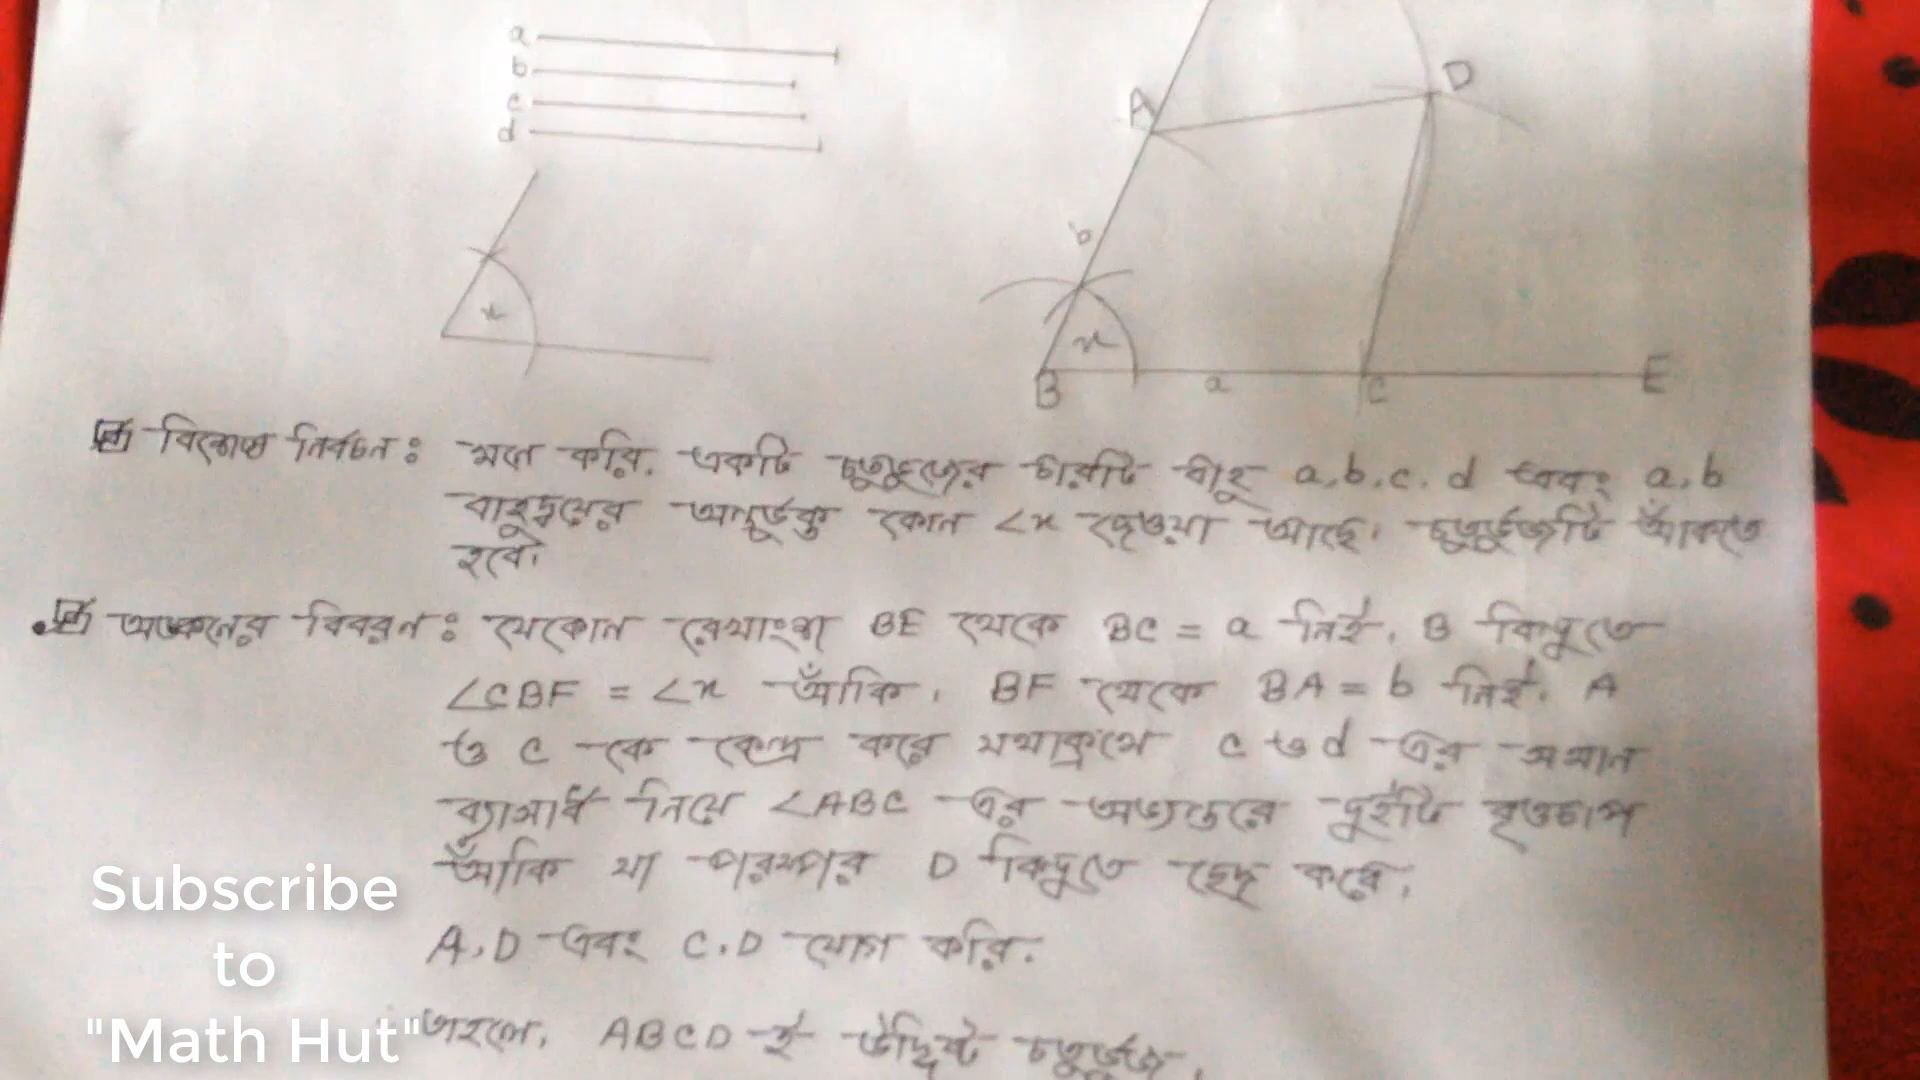 a
b
c
d
x
A
D
b
x
B
a
C
E
বিশেষ নির্বচন: মনে করি, একটি চতুর্ভুজের চারটি বাহু a, b, c, d এবং a, b
বাহুদ্বয়ের অন্তর্ভুক্ত কোন ∠x দেওয়া আছে। চতুর্ভুজটি আঁকতে
হবে।
অঙ্কনের বিবরন: যেকোন রেখাংশ BE থেকে BC = a নিই। B বিন্দুতে
∠CBF = ∠x আঁকি। BF থেকে BA = b নিই। A
ও C কে কেন্দ্র করে যথাক্রমে c ও d এর সমান
ব্যাসার্ধ নিয়ে ∠ABC এর অভ্যন্তরে দুইটি বৃত্তচাপ
আঁকি যা পরস্পর D বিন্দুতে ছেদ করে।
A, D এবং C, D যোগ করি।
তাহলে, ABCD ই উদ্দিষ্ট চতুর্ভুজ।
Subscribe
to
"Math Hut"